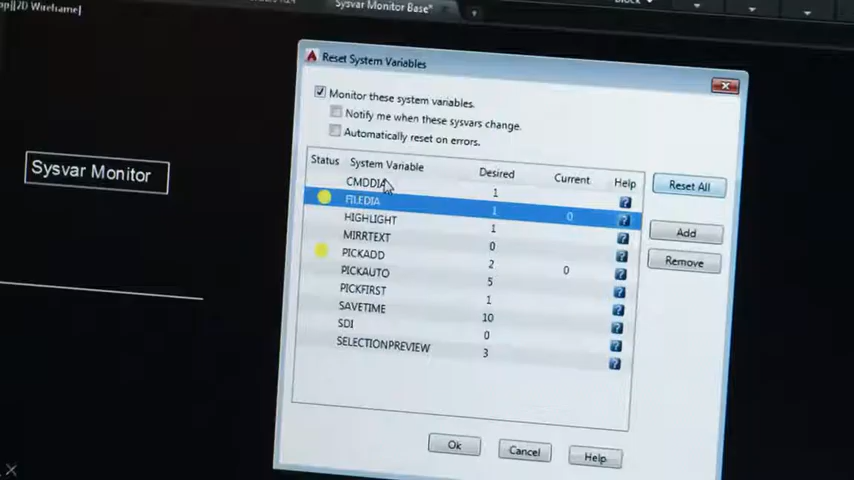 2D Wireframe]
Sysvar Monitor Base*
Reset System Variables
Monitor these system variables.
Notify me when these sysvars change.
Automatically reset on errors.
Sysvar Monitor
Status System Variable Desired Current Help
CMDDIA 1 ?
FILEDIA 1 0 ?
HIGHLIGHT 1 ?
MIRRTEXT 0 ?
PICKADD 2 0 ?
PICKAUTO 5 ?
PICKFIRST 1 ?
SAVETIME 10 ?
SDI 0 ?
SELECTIONPREVIEW 3 ?
Reset All
Add
Remove
Ok Cancel Help